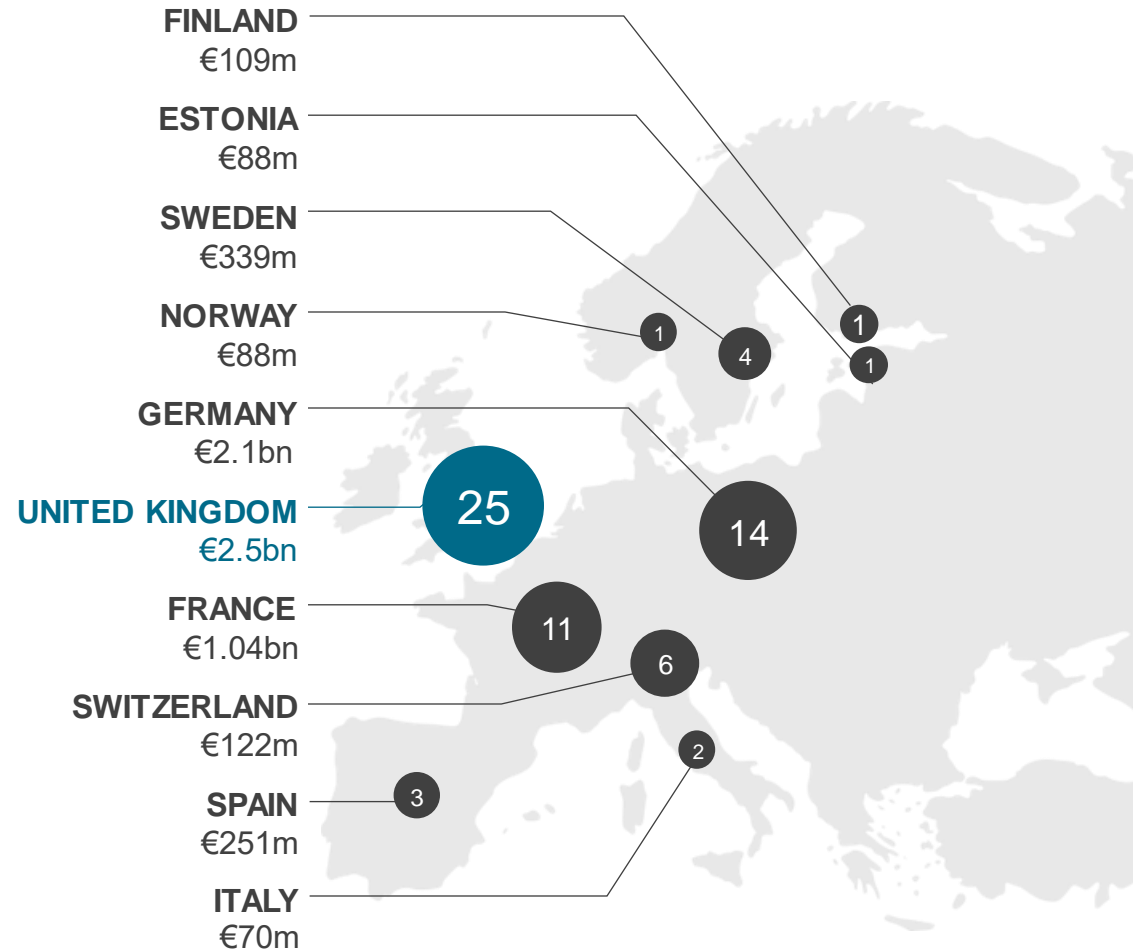 FINLAND
€109m
ESTONIA
€88m
SWEDEN
€339m
NORWAY
€88m
1
1
4
1
GERMANY
€2.1bn
UNITED KINGDOM
€2.5bn
25
14
FRANCE
€1.04bn
11
SWITZERLAND
€122m
6
2
SPAIN
€251m
3
ITALY
€70m